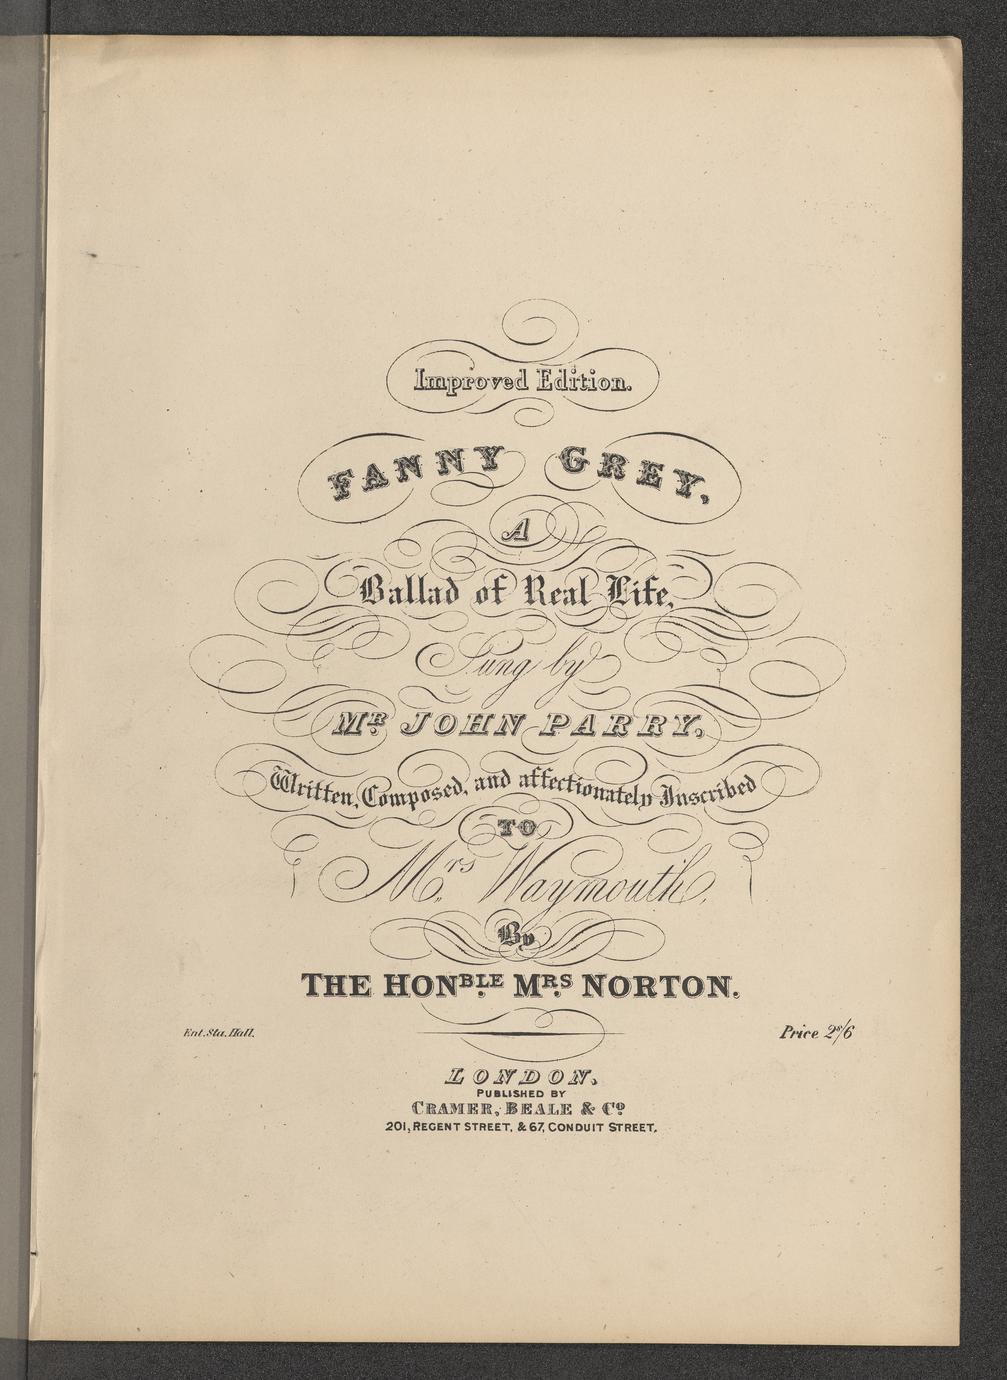 Improved Edition.
FANNY GREY,
A
Ballad of Real Life,
Sung by
MR. JOHN PARRY,
Written, Composed, and affectionately Inscribed
TO
Mrs. Waymouth,
By
THE HONBLE. MRS. NORTON.
Ent. Sta. Hall.
Price 2s/6
LONDON,
PUBLISHED BY
CRAMER, BEALE & Co.
201, REGENT STREET, & 67, CONDUIT STREET.